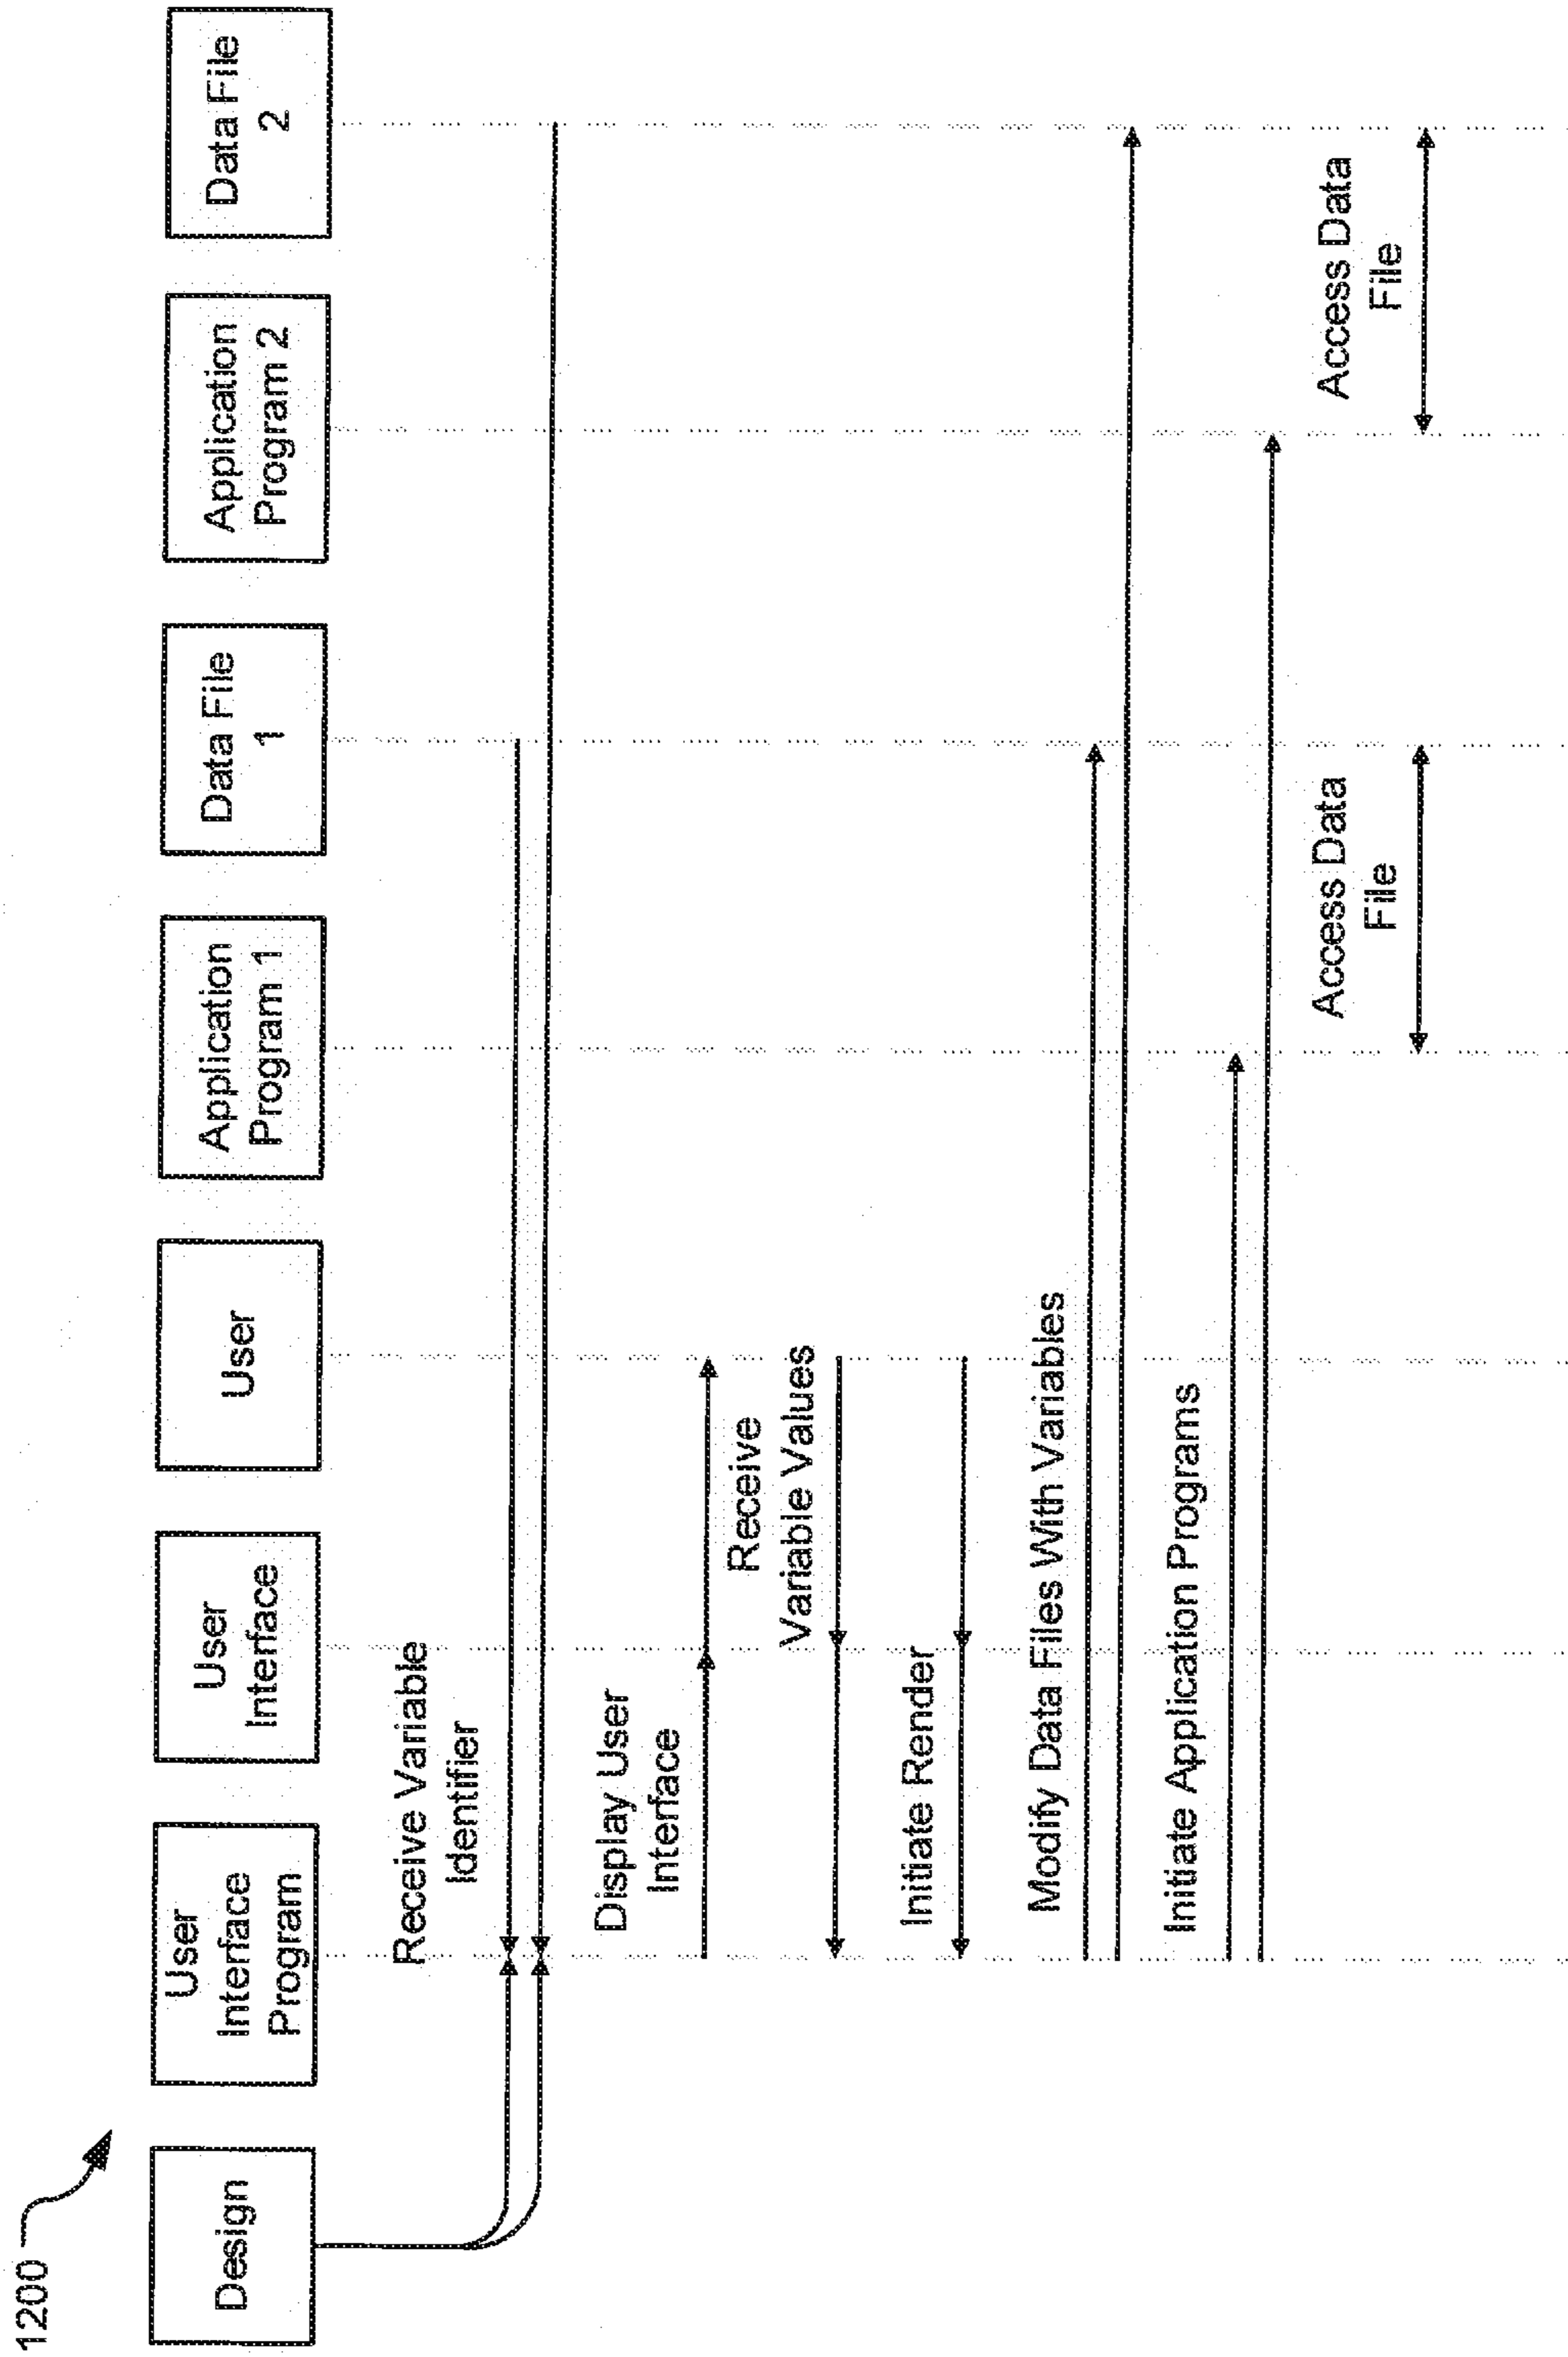 1200
Design
User
Interface
Program
User
Interface
User
Application
Program 1
Data File
1
Application
Program 2
Data File
2
Receive Variable
Identifier
Display User
Interface
Receive
Variable Values
Initiate Render
Modify Data Files With Variables
Initiate Application Programs
Access Data
File
Access Data
File